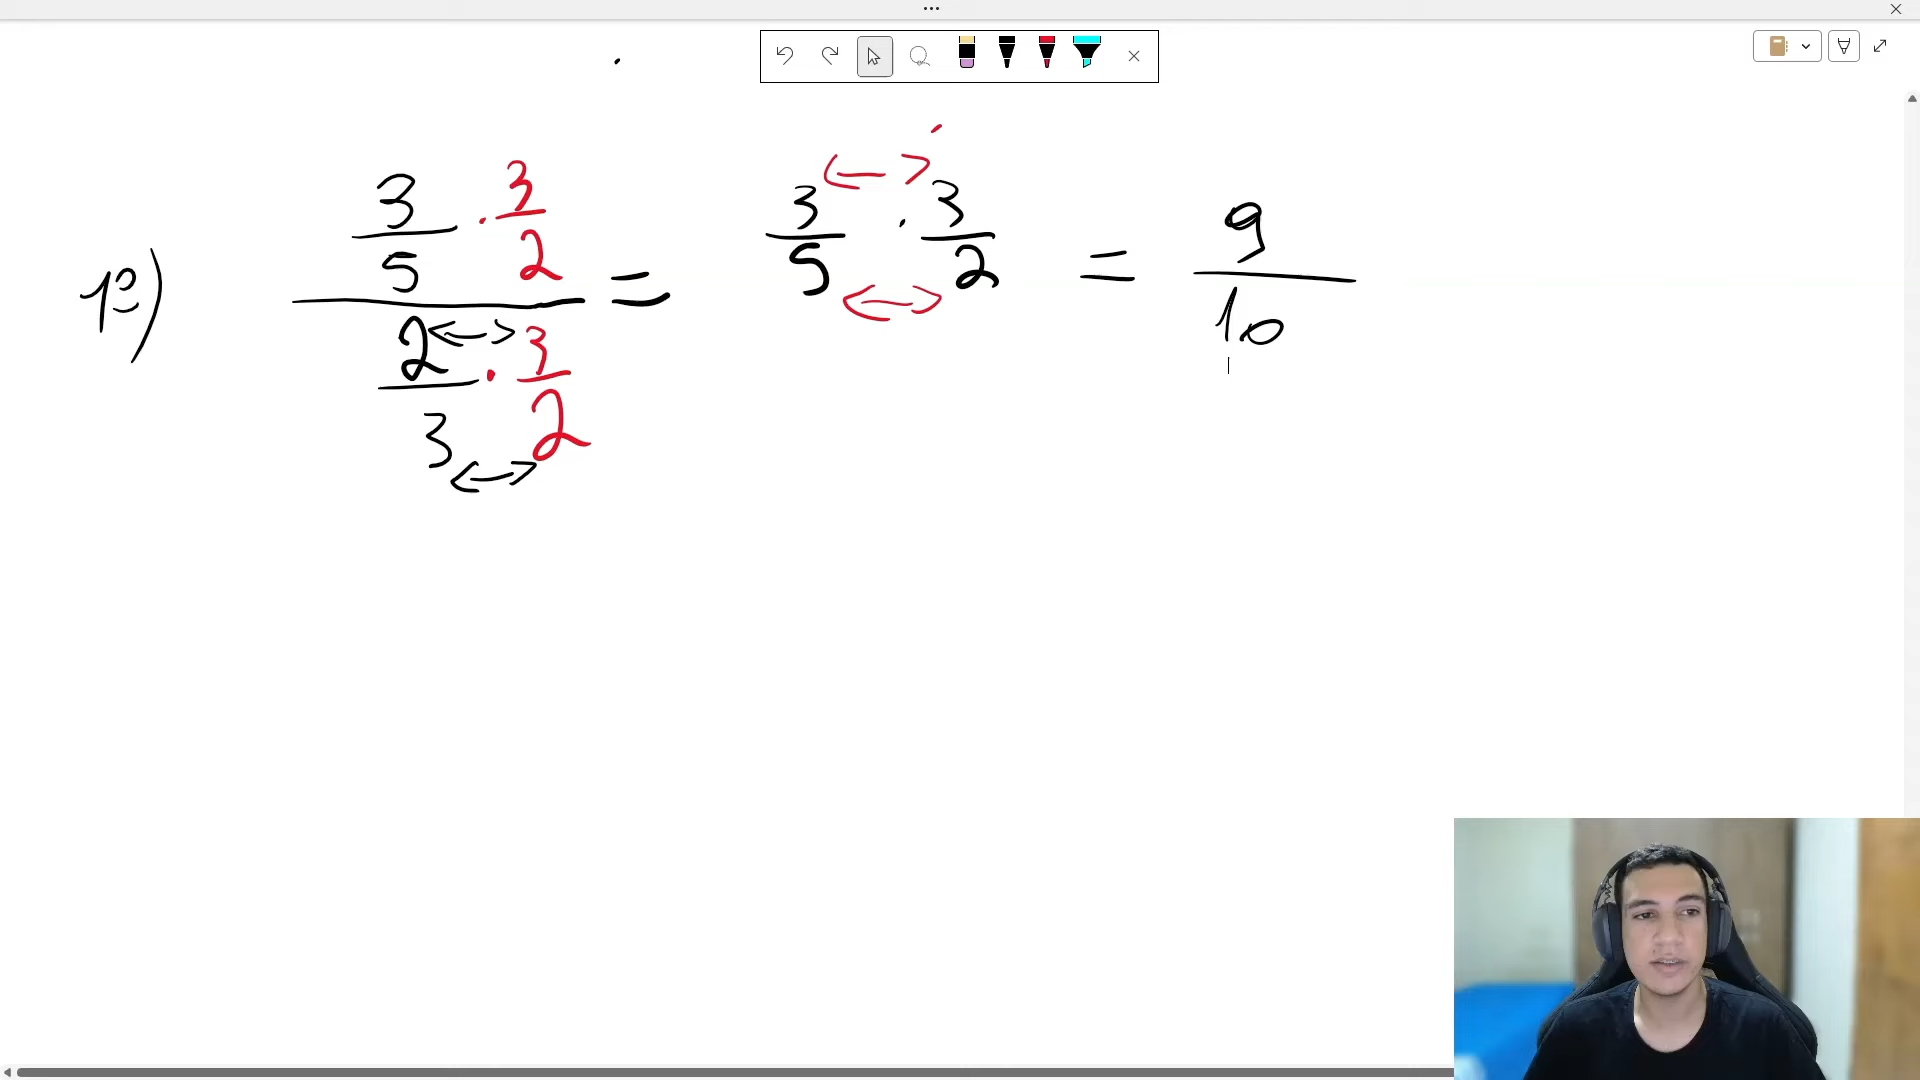 1º) 3/5 · 3/2 / 2/3 · 3/2 = 3/5 · 3/2 = 9/10